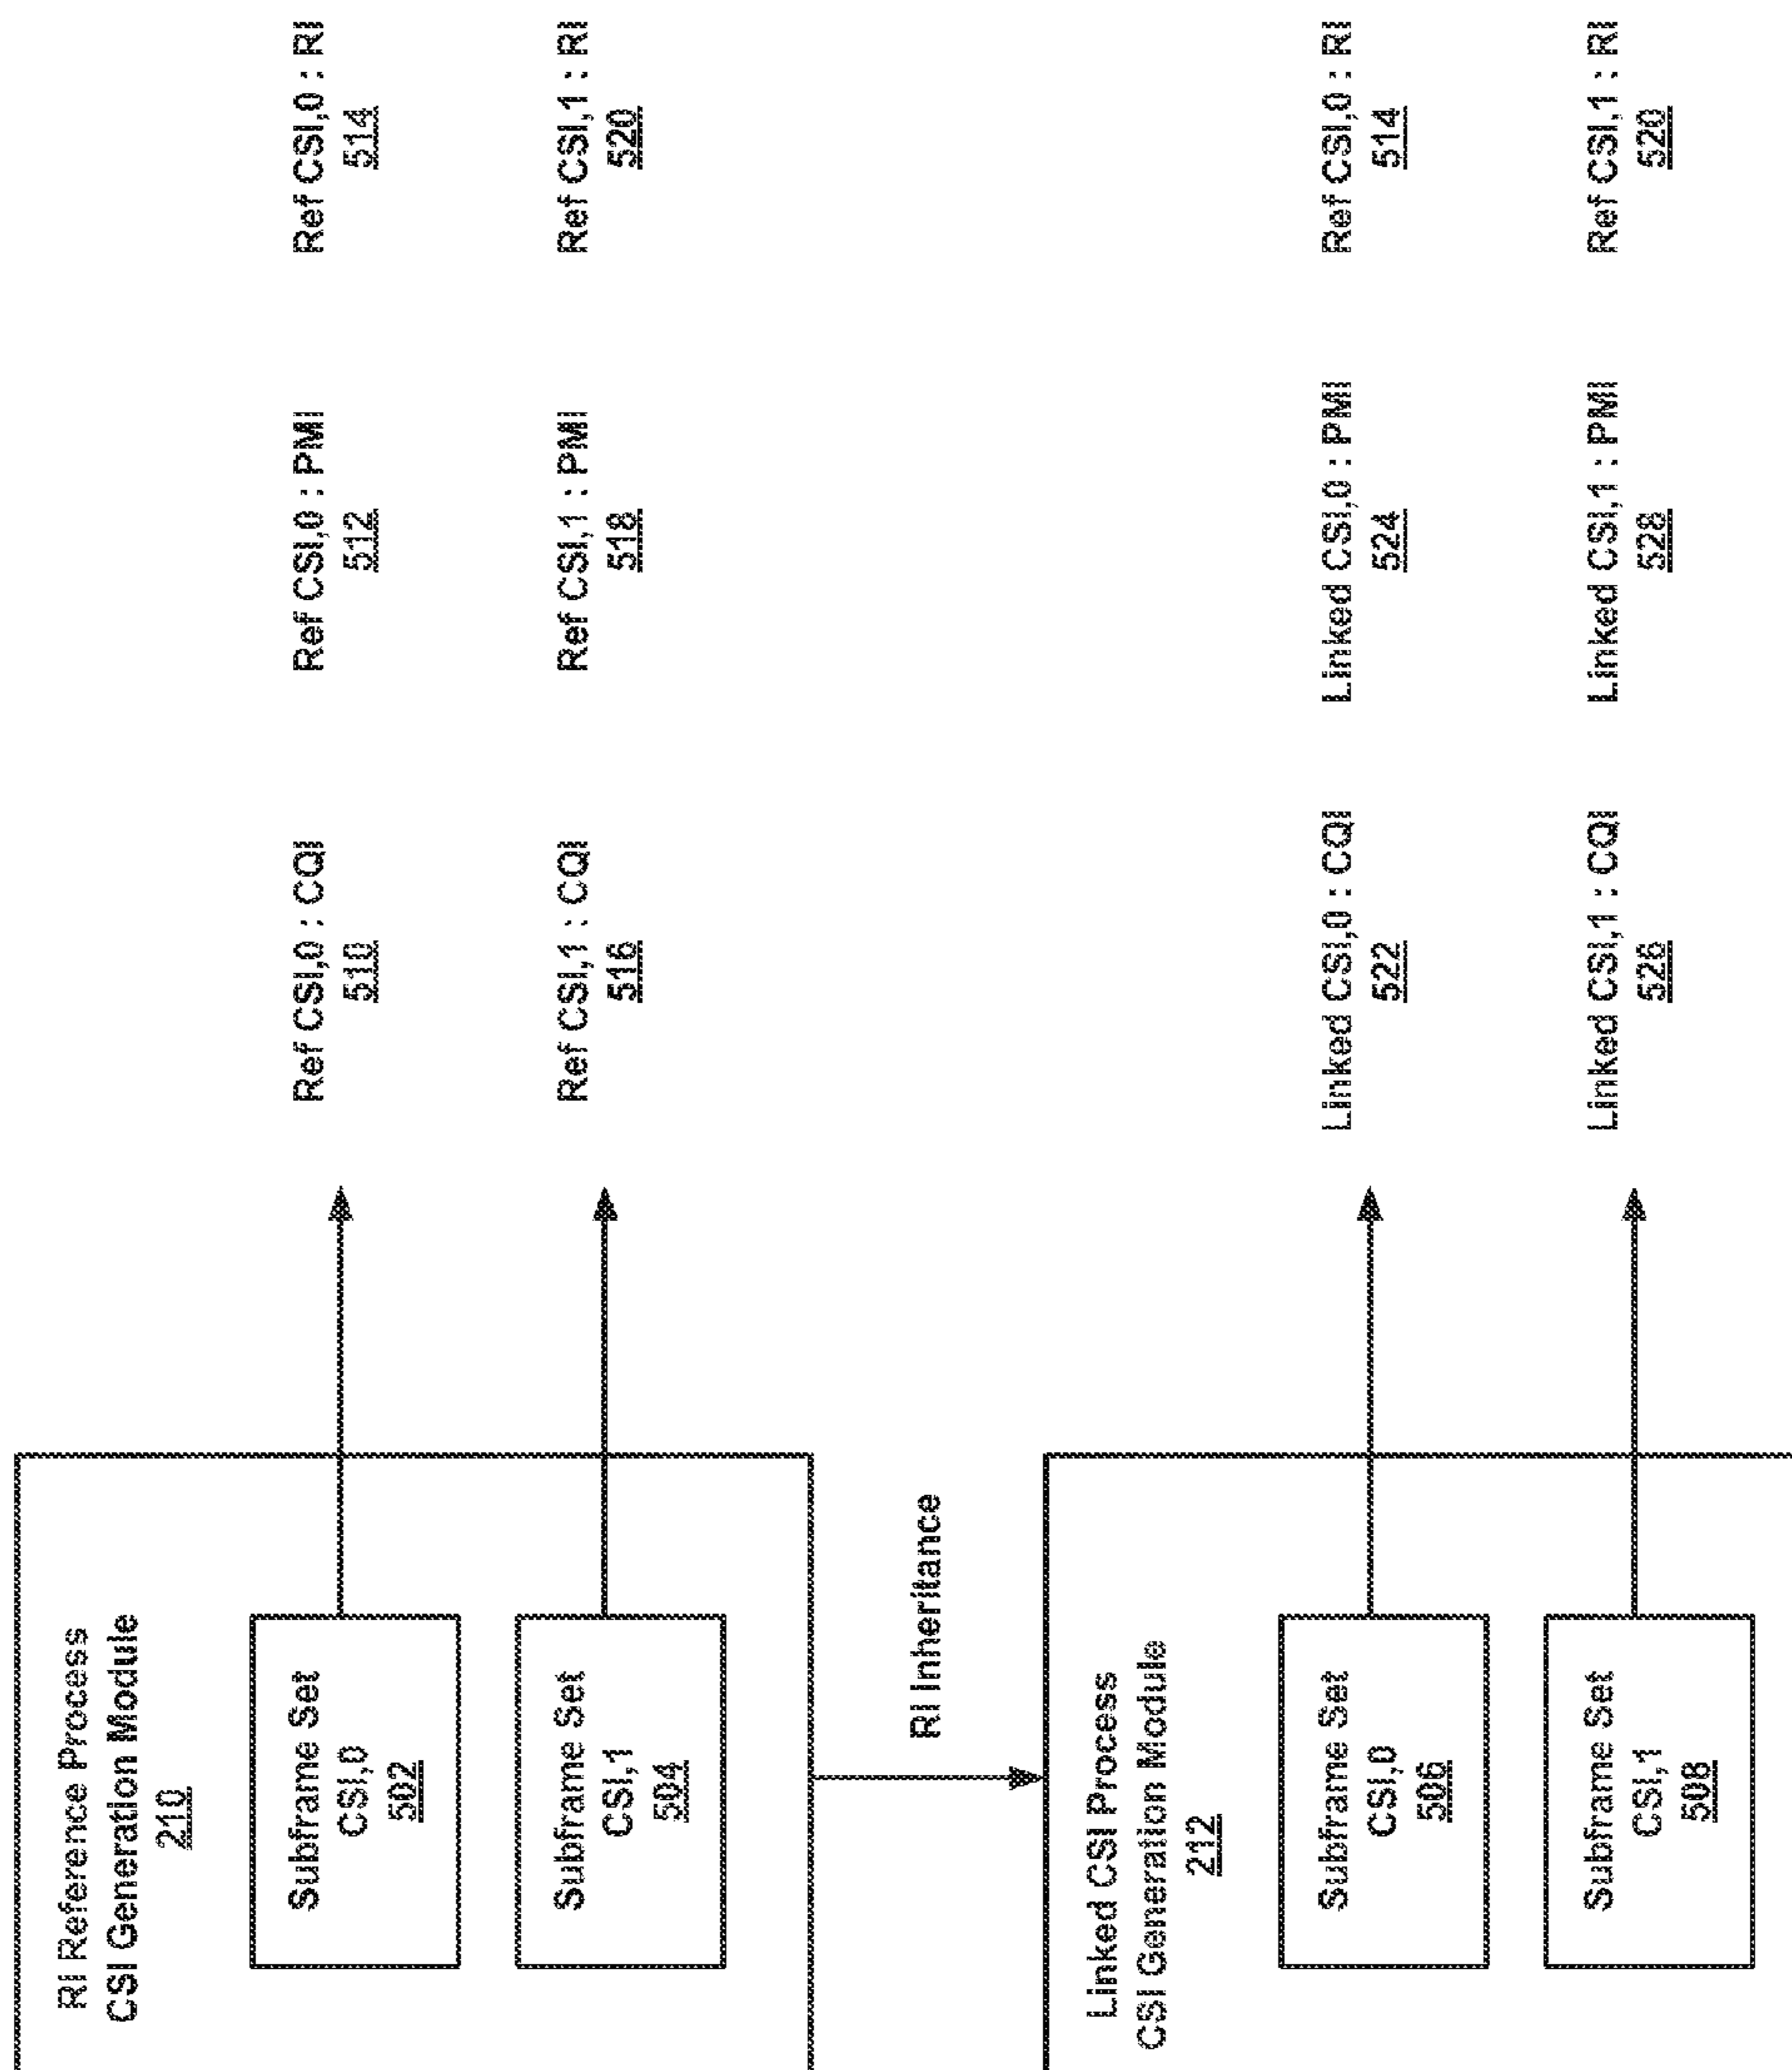 RI Reference Process
CSI Generation Module
210
Subframe Set
CSI,0
502
Ref CSI,0 : CQI
510
Ref CSI,0 : PMI
512
Ref CSI,0 : RI
514
Subframe Set
CSI,1
504
Ref CSI,1 : CQI
516
Ref CSI,1 : PMI
518
Ref CSI,1 : RI
520
RI Inheritance
Linked CSI Process
CSI Generation Module
212
Subframe Set
CSI,0
506
Linked CSI,0 : CQI
522
Linked CSI,0 : PMI
524
Ref CSI,0 : RI
514
Subframe Set
CSI,1
508
Linked CSI,1 : CQI
526
Linked CSI,1 : PMI
528
Ref CSI,1 : RI
520